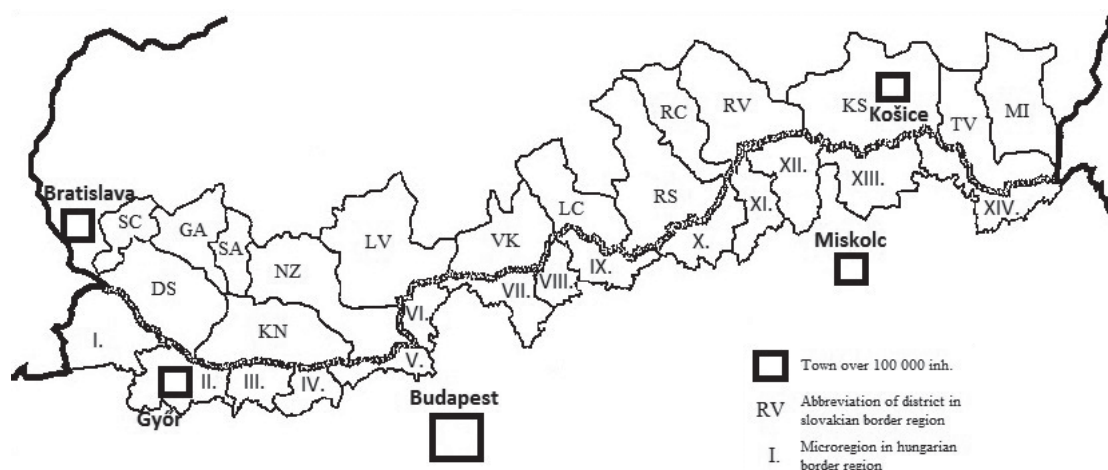 RC
RV
KS
Košice
TV
MI
Bratislava
SC
GA
SA
NZ
LV
VK
LC
RS
XII.
XIII.
XI.
XIV.
X.
IX.
VIII.
VII.
VI.
DS
KN
I.
II.
III.
IV.
V.
Győr
Budapest
Miskolc
Town over 100 000 inh.
RV
Abbreviation of district in
slovakian border region
I.
Microregion in hungarian
border region